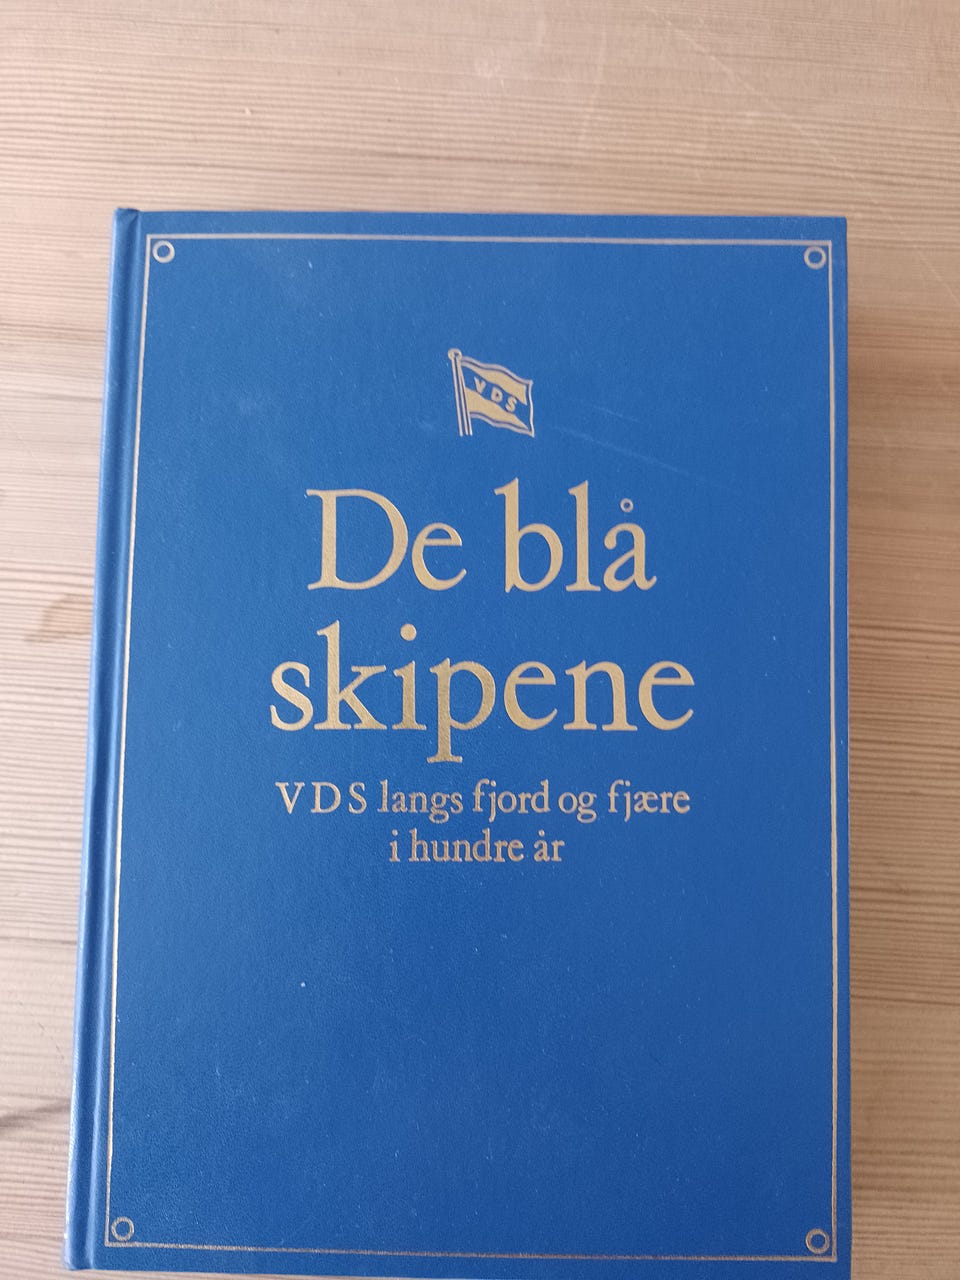 VDS
De blå
skipene
VDS langs fjord og fjære
i hundre år